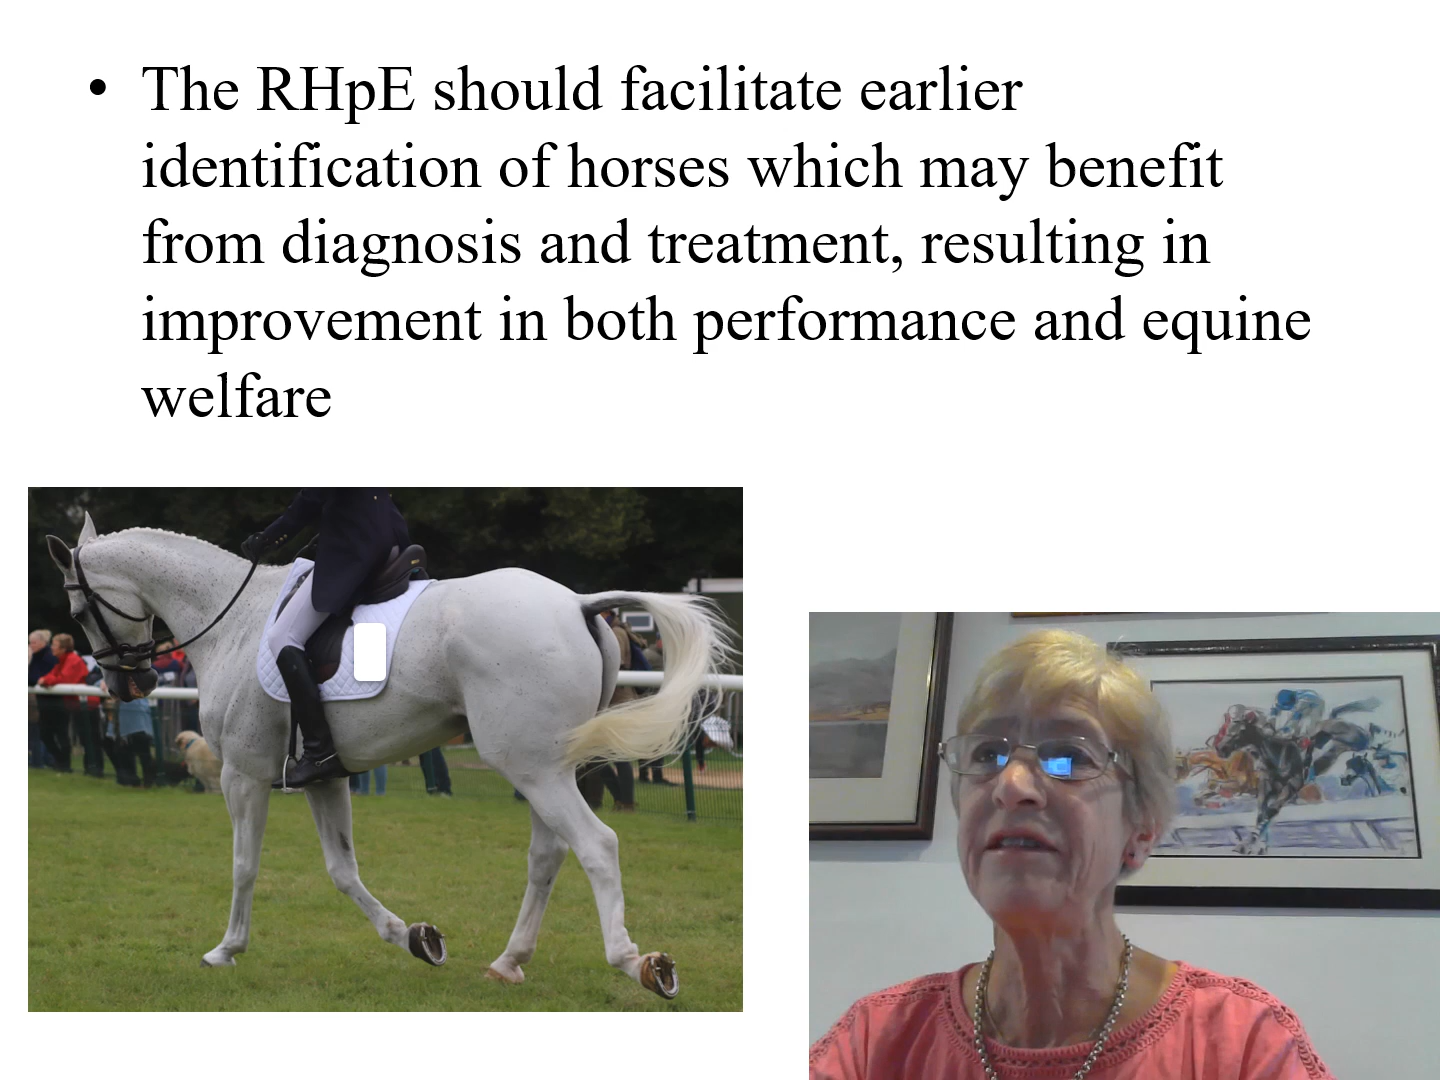 • The RHpE should facilitate earlier
identification of horses which may benefit
from diagnosis and treatment, resulting in
improvement in both performance and equine
welfare